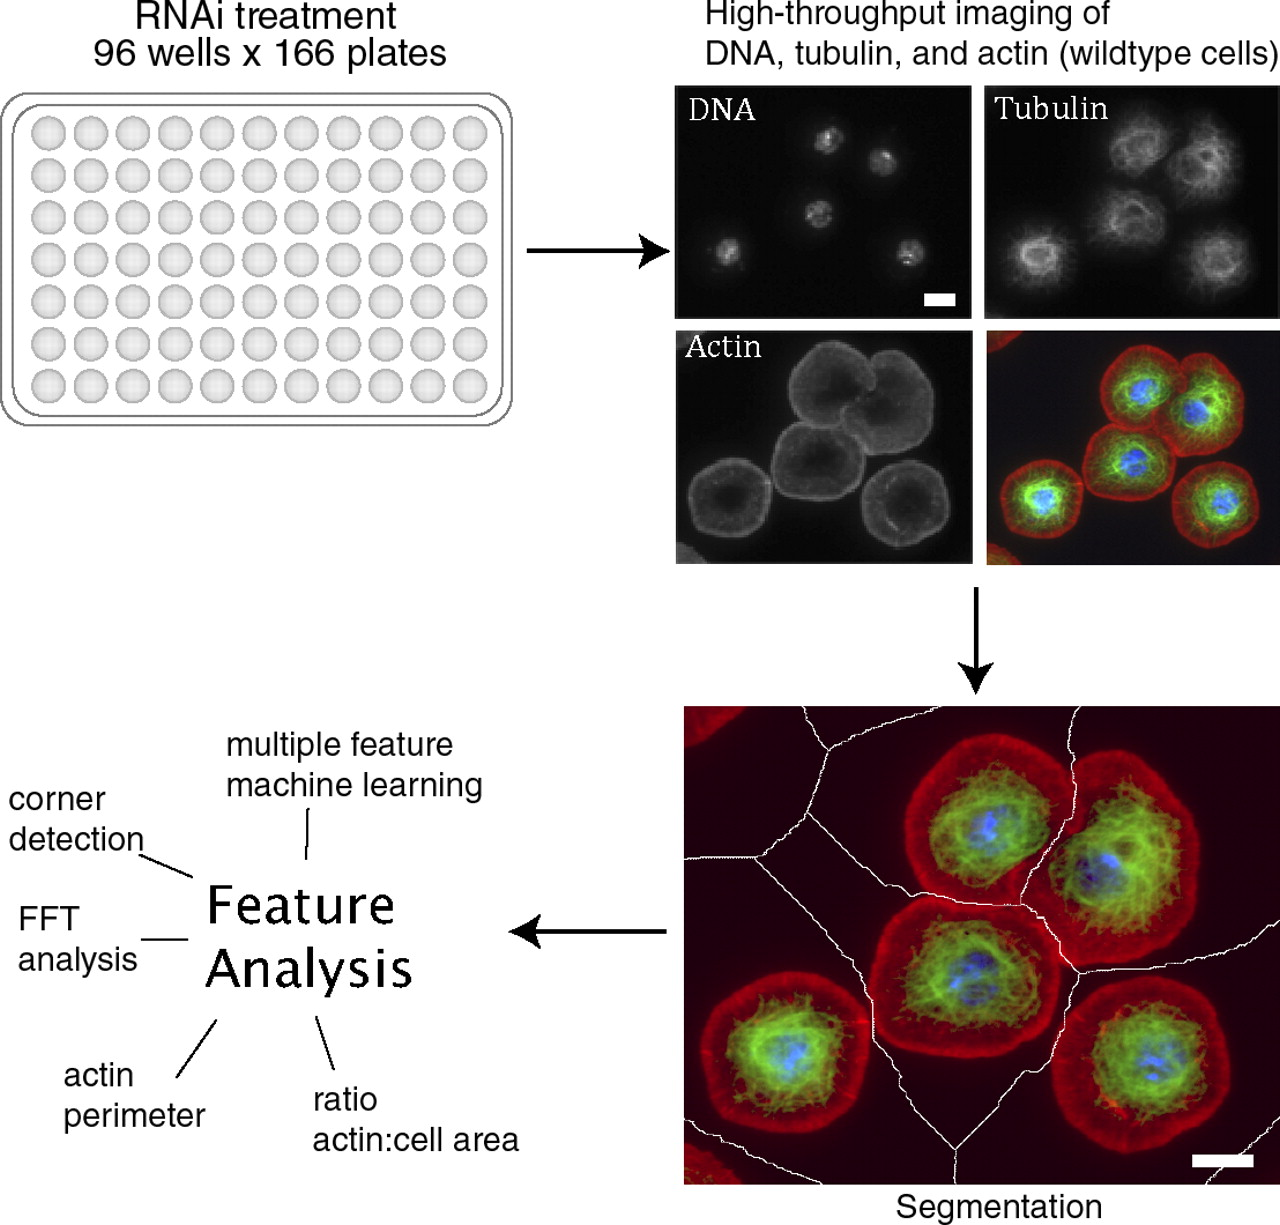 RNAi treatment
96 wells x 166 plates
High-throughput imaging of
DNA, tubulin, and actin (wildtype cells)
DNA
Tubulin
Actin
Segmentation
multiple feature
machine learning
corner
detection
FFT
analysis
Feature
Analysis
actin
perimeter
ratio
actin:cell area